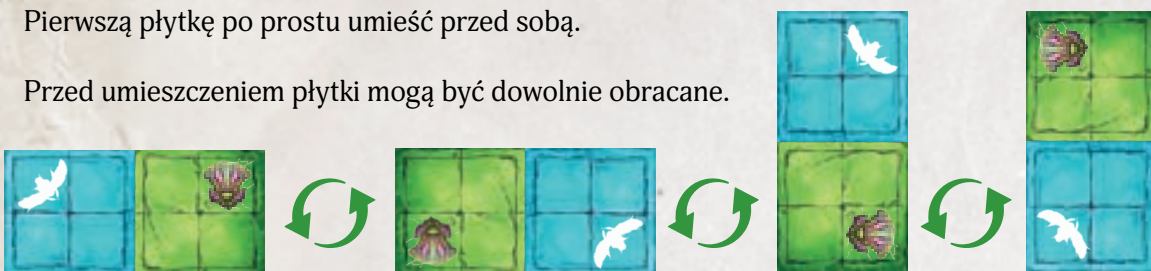 Pierwszą płytkę po prostu umieść przed sobą.
Przed umieszczeniem płytki mogą być dowolnie obracane.